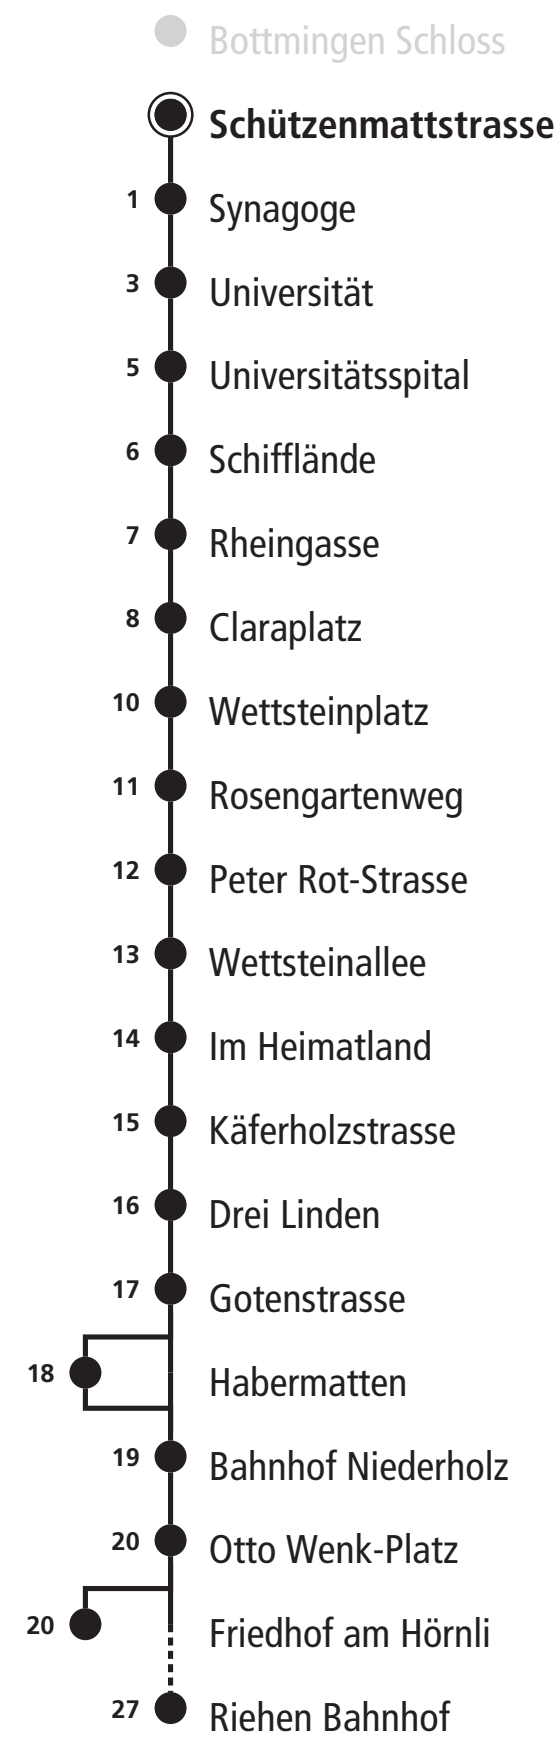 Bottmingen Schloss
Schützenmattstrasse
1 Synagoge
3 Universität
5 Universitätsspital
6 Schifflände
7 Rheingasse
8 Claraplatz
10 Wettsteinplatz
11 Rosengartenweg
12 Peter Rot-Strasse
13 Wettsteinallee
14 Im Heimatland
15 Käferholzstrasse
16 Drei Linden
17 Gotenstrasse
18 Habermatten
19 Bahnhof Niederholz
20 Otto Wenk-Platz
20 Friedhof am Hörnli
27 Riehen Bahnhof